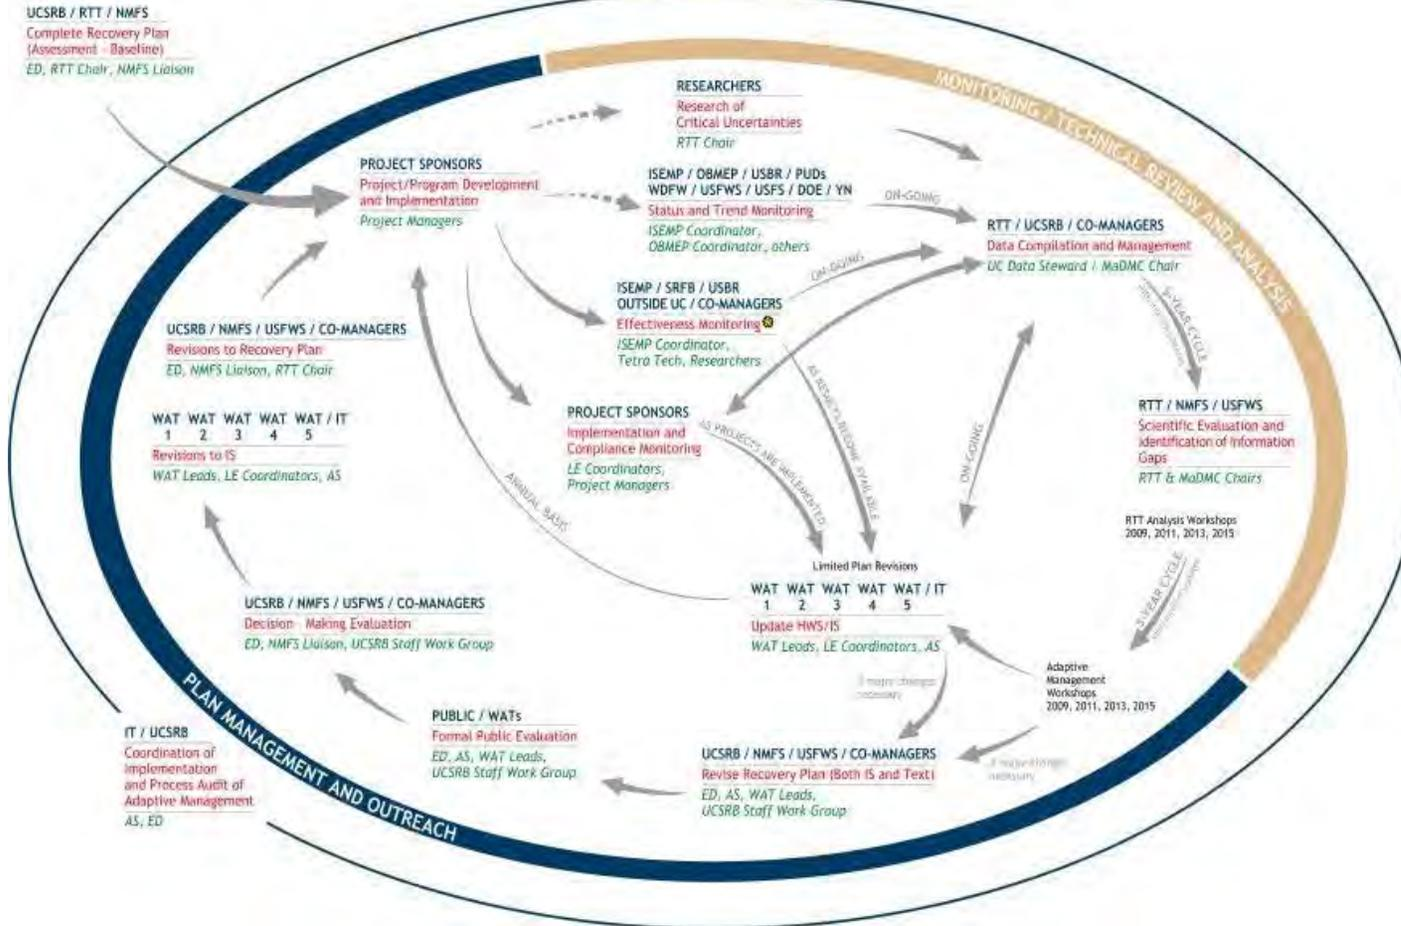 UCSRB / RTT / NMFS
Complete Recovery Plan
(Assessment - Baseline)
ED, RTT Chair, NMFS Liaison
MONITORING / TECHNICAL REVIEW AND ANALYSIS
RESEARCHERS
Research of
Critical Uncertainties
RTT Chair
PROJECT SPONSORS
Project/Program Development
and Implementation
Project Managers
ISEMP / OBMEP / USBR / PUDs
WDFW / USFWS / USFS / DOE / YN
Status and Trend Monitoring
ISEMP Coordinator,
OBMEP Coordinator, others
ON-GOING
RTT / UCSRB / CO-MANAGERS
Data Compilation and Management
UC Data Steward / MaDMC Chair
ISEMP / SRFB / USBR
OUTSIDE UC / CO-MANAGERS
Effectiveness Monitoring
ISEMP Coordinator,
Tetra Tech, Researchers
ON-GOING
5-YEAR CYCLE
UCSRB / NMFS / USFWS / CO-MANAGERS
Revisions to Recovery Plan
ED, NMFS Liaison, RTT Chair
AS RESULTS BECOME AVAILABLE
PROJECT SPONSORS
Implementation and
Compliance Monitoring
LE Coordinators,
Project Managers
AS PROJECTS ARE IMPLEMENTED
ON-GOING
RTT / NMFS / USFWS
Scientific Evaluation and
Identification of Information
Gaps
RTT & MaDMC Chairs
WAT WAT WAT WAT WAT / IT
1 2 3 4 5
Revisions to IS
WAT Leads, LE Coordinators, AS
ANNUAL BASIS
RTT Analysis Workshops
2009, 2011, 2013, 2015
-YEAR CYCLE
Limited Plan Revisions
WAT WAT WAT WAT WAT / IT
1 2 3 4 5
Update HWS/IS
WAT Leads, LE Coordinators, AS
UCSRB / NMFS / USFWS / CO-MANAGERS
Decision - Making Evaluation
ED, NMFS Liaison, UCSRB Staff Work Group
Adaptive
Management
Workshops
2009, 2011, 2013, 2015
major changes
necessary
PUBLIC / WATs
Formal Public Evaluation
ED, AS, WAT Leads,
UCSRB Staff Work Group
UCSRB / NMFS / USFWS / CO-MANAGERS
Revise Recovery Plan (Both IS and Text)
ED, AS, WAT Leads,
UCSRB Staff Work Group
major changes
necessary
PLAN MANAGEMENT AND OUTREACH
IT / UCSRB
Coordination of
Implementation
and Process Audit of
Adaptive Management
AS, ED